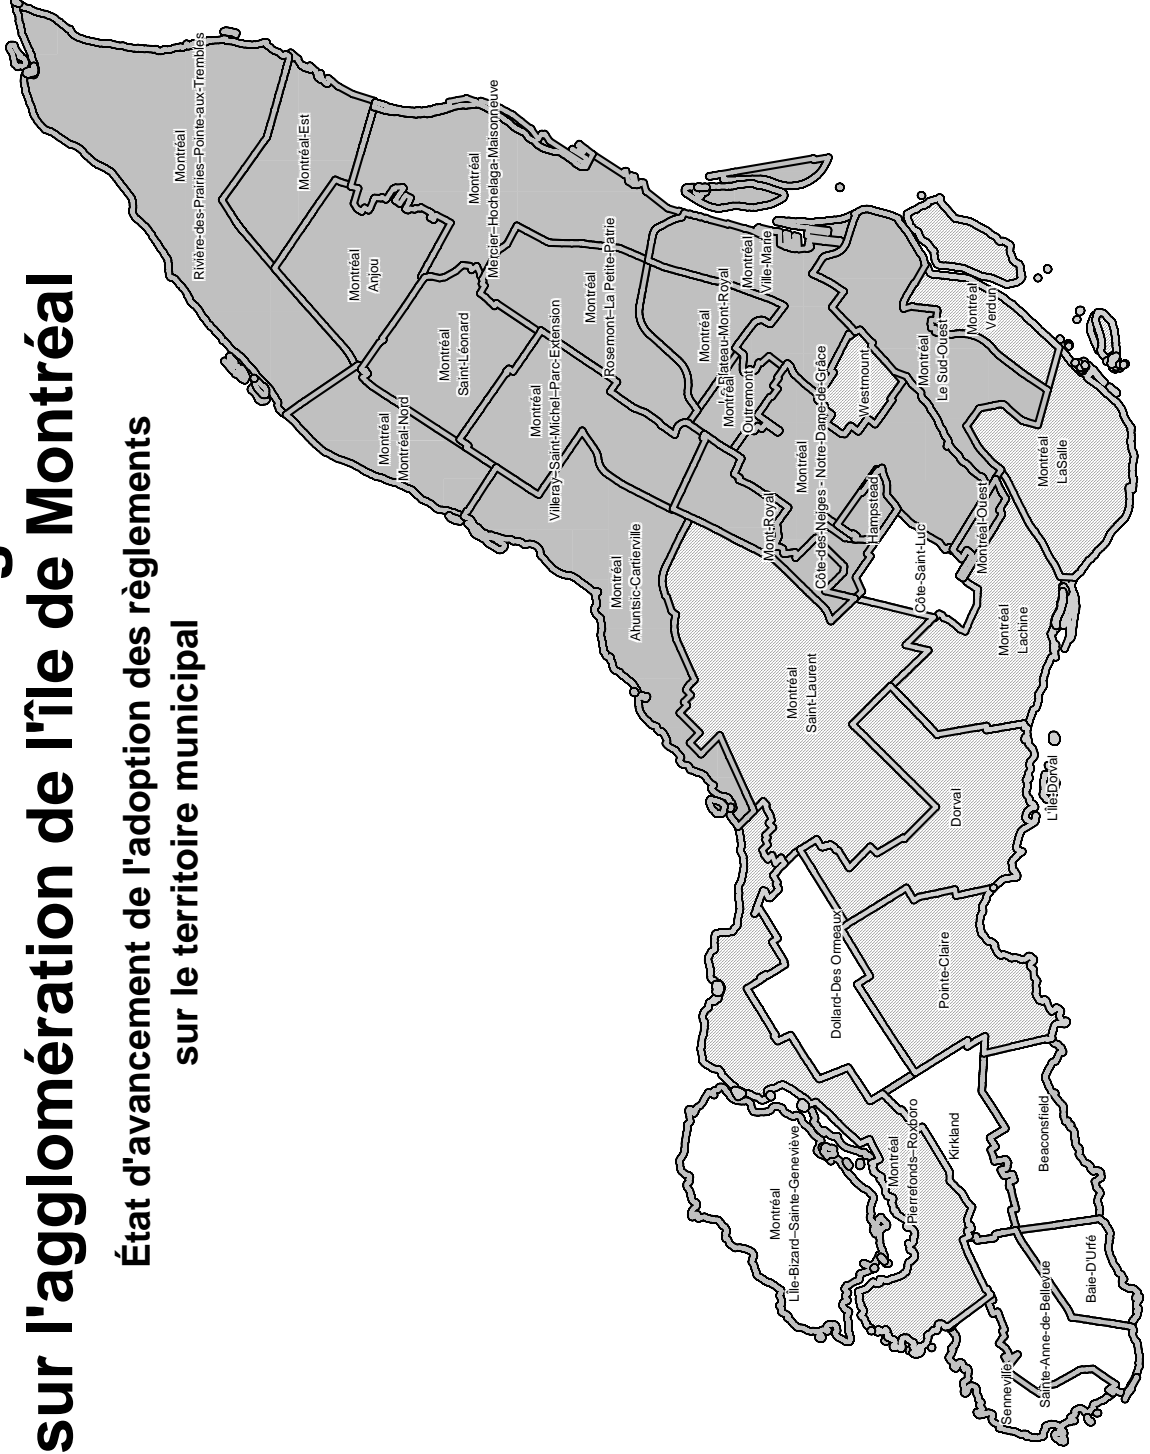 sur l'agglomération de l'île de Montréal
État d'avancement de l'adoption des règlements
sur le territoire municipal
Montréal
Rivière-des-Prairies–Pointe-aux-Trembles
Montréal-Est
Montréal
Anjou
Montréal
Mercier–Hochelaga-Maisonneuve
Montréal
Saint-Léonard
Montréal
Montréal-Nord
Montréal
Villeray–Saint-Michel–Parc-Extension
Montréal
Rosemont–La Petite-Patrie
Montréal
Ahuntsic-Cartierville
Montréal
Plateau-Mont-Royal
Montréal
Ville-Marie
Montréal
Outremont
Mont-Royal
Montréal
Côte-des-Neiges - Notre-Dame-de-Grâce
Westmount
Hampstead
Côte-Saint-Luc
Montréal-Ouest
Montréal
Le Sud-Ouest
Montréal
Verdun
Montréal
LaSalle
Montréal
Lachine
Montréal
Saint-Laurent
Dorval
L'Île-Dorval
Dollard-Des Ormeaux
Pointe-Claire
Montréal
Pierrefonds–Roxboro
Kirkland
Beaconsfield
Montréal
L'Île-Bizard–Sainte-Geneviève
Baie-D'Urfé
Sainte-Anne-de-Bellevue
Senneville